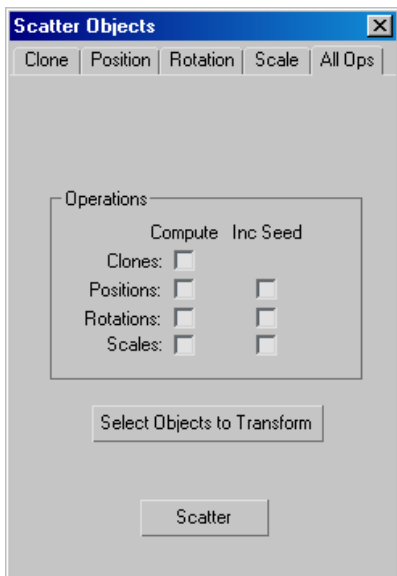 Scatter Objects
Clone Position Rotation Scale All Ops
Operations
Compute Inc Seed
Clones:
Positions:
Rotations:
Scales:
Select Objects to Transform
Scatter